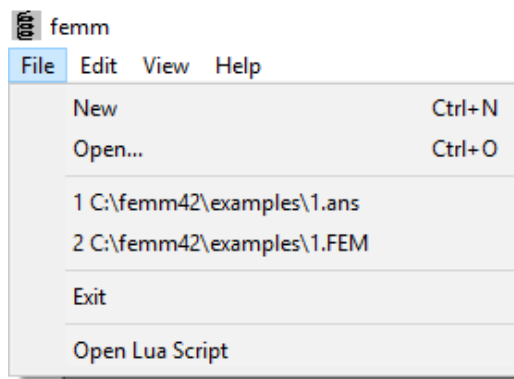 femm
File Edit View Help
New Ctrl+N
Open... Ctrl+O
1 C:\femm42\examples\1.ans
2 C:\femm42\examples\1.FEM
Exit
Open Lua Script